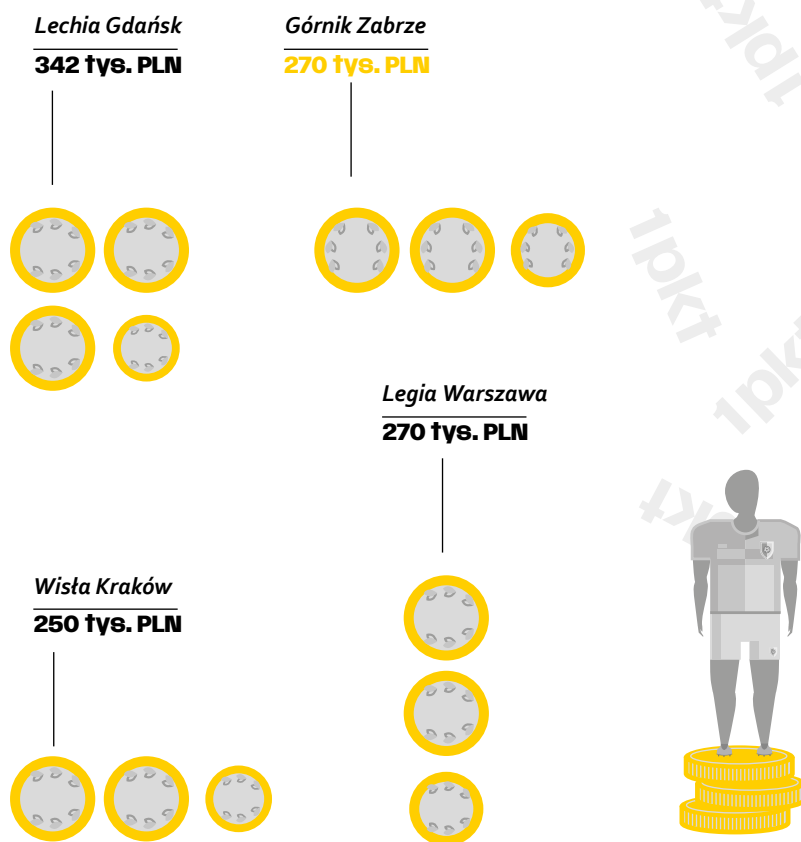 Lechia Gdańsk
342 tys. PLN
Górnik Zabrze
270 tys. PLN
1pkt
1pkt
1pkt
Legia Warszawa
270 tys. PLN
1pkt
Wisła Kraków
250 tys. PLN